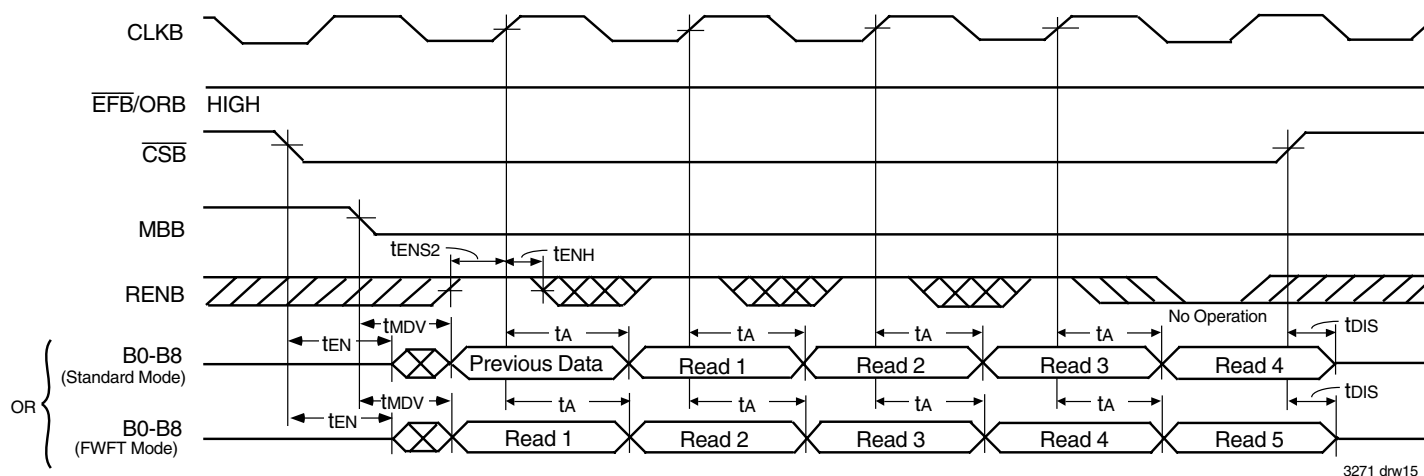 CLKB
EFB/ORB HIGH
CSB
MBB
tENS2 tENH
RENB
No Operation
tMDV tA tA tA tA tDIS
tEN
B0-B8 Previous Data Read 1 Read 2 Read 3 Read 4
(Standard Mode)
OR
tMDV tA tA tA tA tDIS
tEN
B0-B8 Read 1 Read 2 Read 3 Read 4 Read 5
(FWFT Mode)
3271 drw15